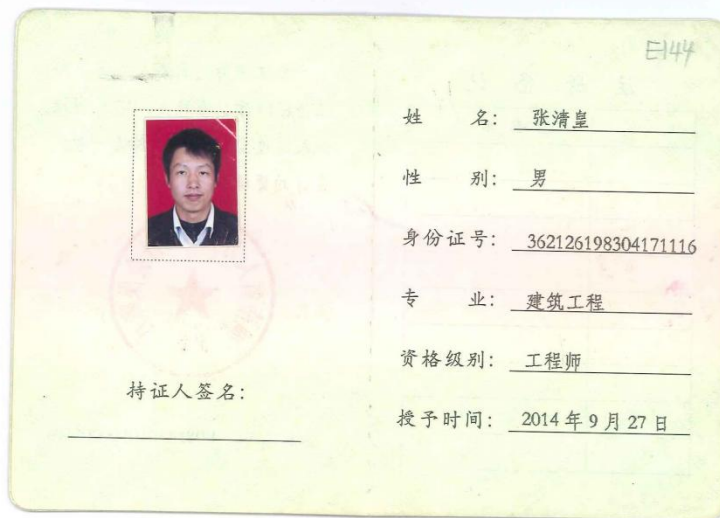 E144
姓 名: 张清皇
性 别: 男
身份证号: 362126198304171116
专 业: 建筑工程
资格级别: 工程师
持证人签名:
授予时间: 2014年9月27日